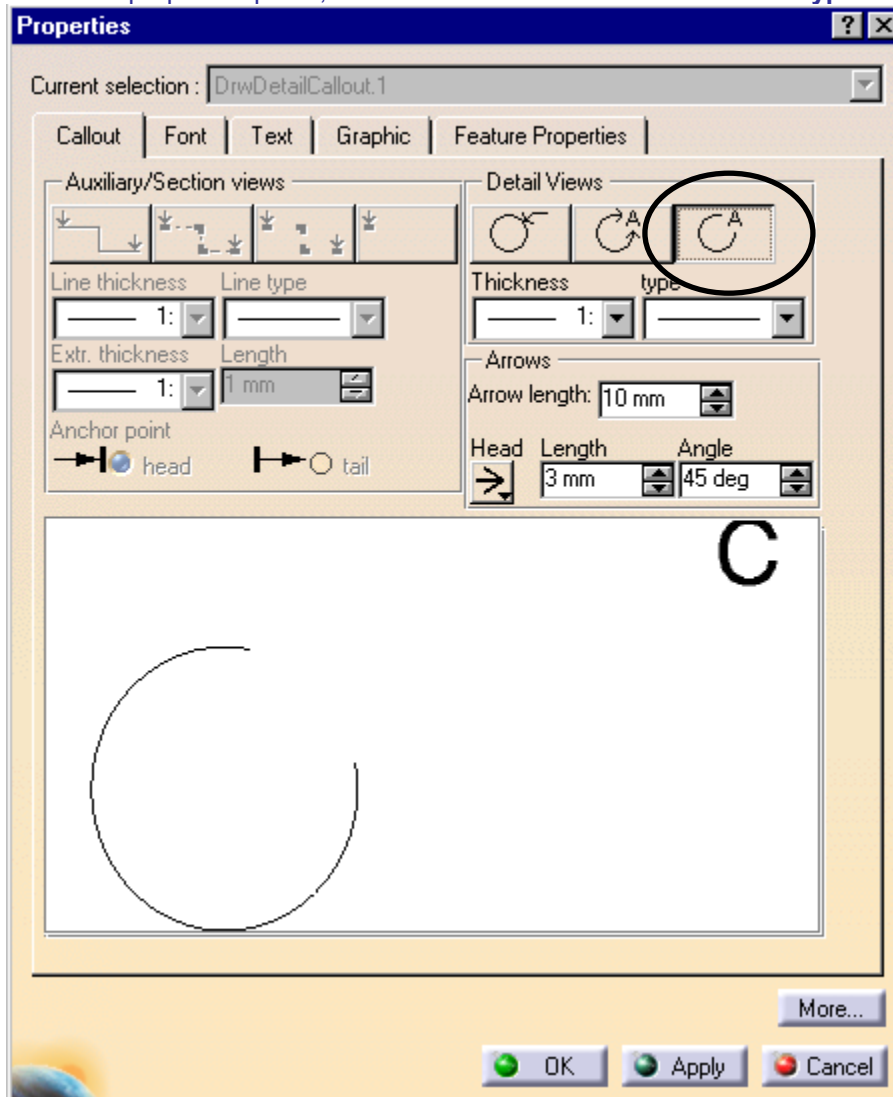 Properties
Current selection : DrwDetailCallout.1
Callout Font Text Graphic Feature Properties
Auxiliary/Section views
Detail Views
A A
Line thickness Line type
Thickness type
1: 1:
Extr. thickness Length
Arrows
1: 1 mm
Arrow length: 10 mm
Anchor point
Head Length Angle
head tail
3 mm 45 deg
C
More...
OK Apply Cancel